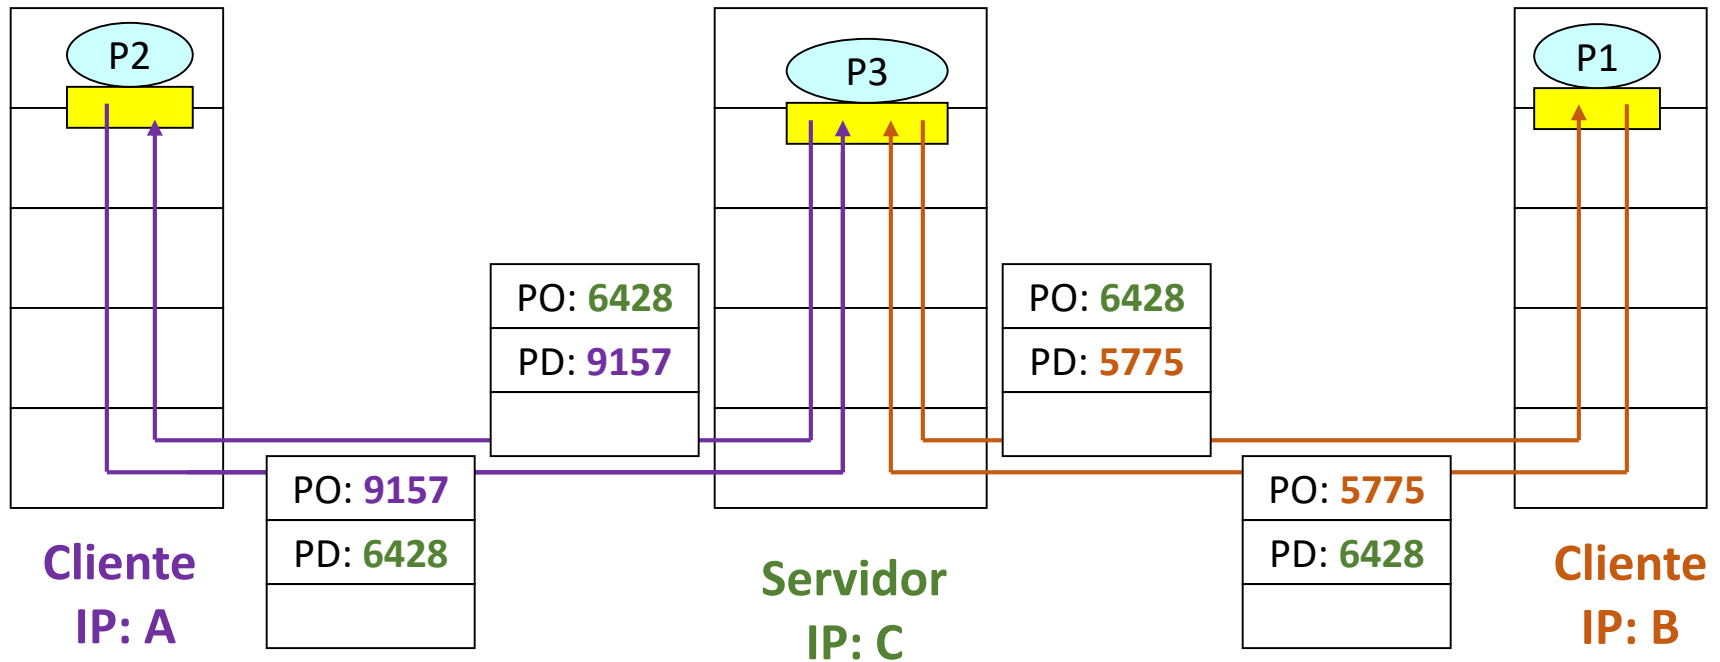 P2
P3
P1
PO: 6428
PD: 9157
PO: 6428
PD: 5775
PO: 9157
PD: 6428
PO: 5775
PD: 6428
Cliente
IP: A
Servidor
IP: C
Cliente
IP: B